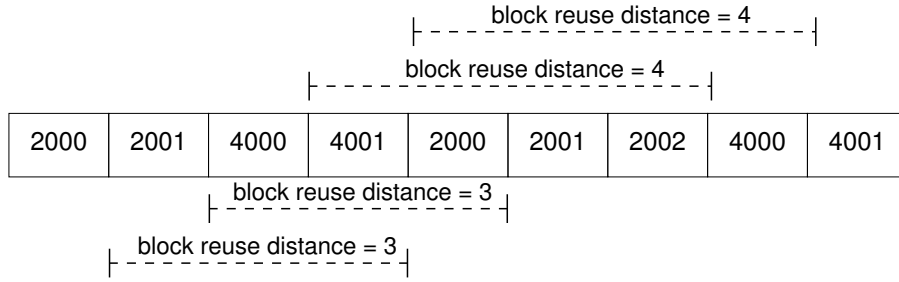 block reuse distance = 4
block reuse distance = 4
2000 2001 4000 4001 2000 2001 2002 4000 4001
block reuse distance = 3
block reuse distance = 3